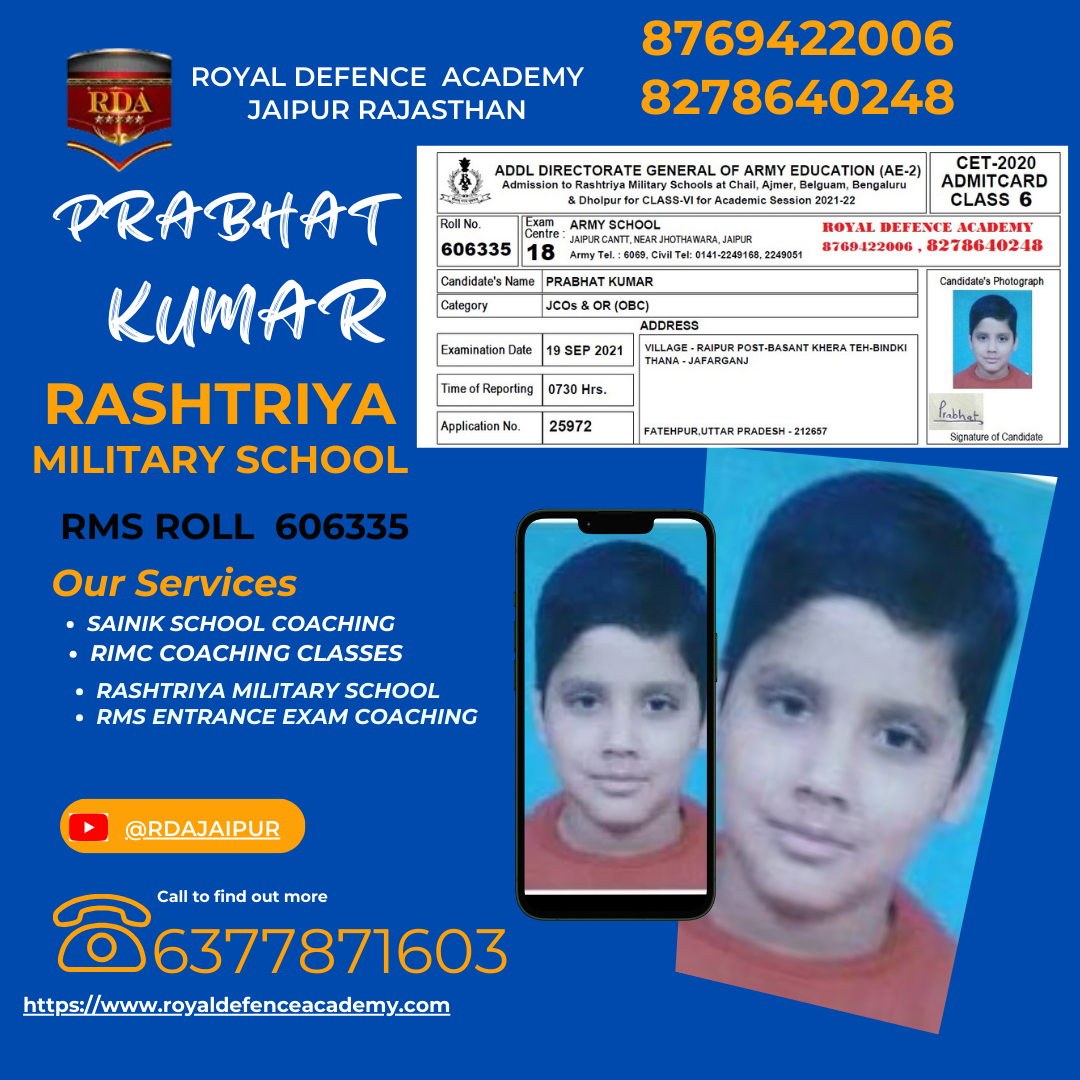 RDA
ROYAL DEFENCE ACADEMY
JAIPUR RAJASTHAN
8769422006
8278640248
PRABHAT
KUMAR
RASHTRIYA
MILITARY SCHOOL
RMS ROLL 606335
Our Services
• SAINIK SCHOOL COACHING
• RIMC COACHING CLASSES
• RASHTRIYA MILITARY SCHOOL
• RMS ENTRANCE EXAM COACHING
@RDAJAIPUR
Call to find out more
6377871603
https://www.royaldefenceacademy.com
ADDL DIRECTORATE GENERAL OF ARMY EDUCATION (AE-2)
Admission to Rashtriya Military Schools at Chail, Ajmer, Belguam, Bengaluru
& Dholpur for CLASS-VI for Academic Session 2021-22
CET-2020
ADMITCARD
CLASS 6
Roll No.
606335
Exam
Centre :
18
ARMY SCHOOL
JAIPUR CANTT, NEAR JHOTHAWARA, JAIPUR
Army Tel. : 6069, Civil Tel: 0141-2249168, 2249051
ROYAL DEFENCE ACADEMY
8769422006 , 8278640248
Candidate's Name PRABHAT KUMAR
Category JCOs & OR (OBC)
Candidate's Photograph
ADDRESS
Examination Date 19 SEP 2021
VILLAGE - RAIPUR POST-BASANT KHERA TEH-BINDKI
THANA - JAFARGANJ
Time of Reporting 0730 Hrs.
Application No. 25972
FATEHPUR,UTTAR PRADESH - 212657
Prabhat
Signature of Candidate